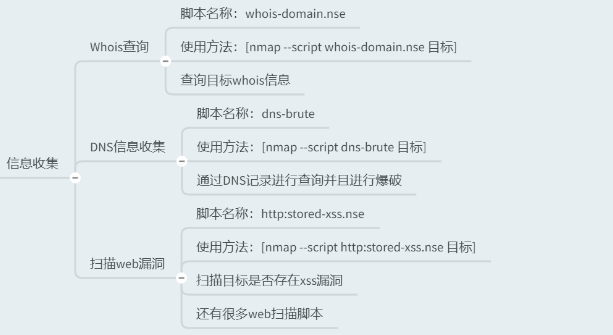 信息收集
Whois查询
脚本名称：whois-domain.nse
使用方法：[nmap --script whois-domain.nse 目标]
查询目标whois信息
DNS信息收集
脚本名称：dns-brute
使用方法：[nmap --script dns-brute 目标]
通过DNS记录进行查询并且进行爆破
扫描web漏洞
脚本名称：http:stored-xss.nse
使用方法：[nmap --script http:stored-xss.nse 目标]
扫描目标是否存在xss漏洞
还有很多web扫描脚本